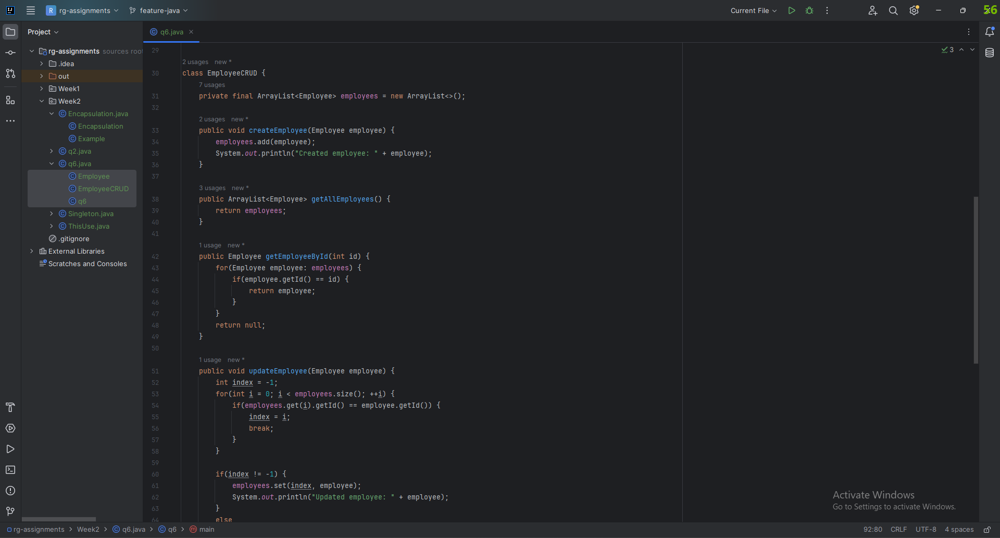 R rg-assignments feature-java Current File 56
Project
q6.java
rg-assignments sources root
.idea
out
Week1
Week2
Encapsulation.java
Encapsulation
Example
q2.java
q6.java
Employee
EmployeeCRUD
q6
Singleton.java
ThisUse.java
.gitignore
External Libraries
Scratches and Consoles
3
29
2 usages new *
30 class EmployeeCRUD {
7 usages
31 private final ArrayList<Employee> employees = new ArrayList<>();
32
2 usages new *
33 public void createEmployee(Employee employee) {
34 employees.add(employee);
35 System.out.println("Created employee: " + employee);
36 }
37
3 usages new *
38 public ArrayList<Employee> getAllEmployees() {
39 return employees;
40 }
41
1 usage new *
42 public Employee getEmployeeById(int id) {
43 for(Employee employee: employees) {
44 if(employee.getId() == id) {
45 return employee;
46 }
47 }
48 return null;
49 }
50
1 usage new *
51 public void updateEmployee(Employee employee) {
52 int index = -1;
53 for(int i = 0; i < employees.size(); ++i) {
54 if(employees.get(i).getId() == employee.getId()) {
55 index = i;
56 break;
57 }
58 }
59
60 if(index != -1) {
61 employees.set(index, employee);
62 System.out.println("Updated employee: " + employee);
63 }
64 else
Activate Windows
Go to Settings to activate Windows.
rg-assignments > Week2 > q6.java > q6 > main
92:80 CRLF UTF-8 4 spaces